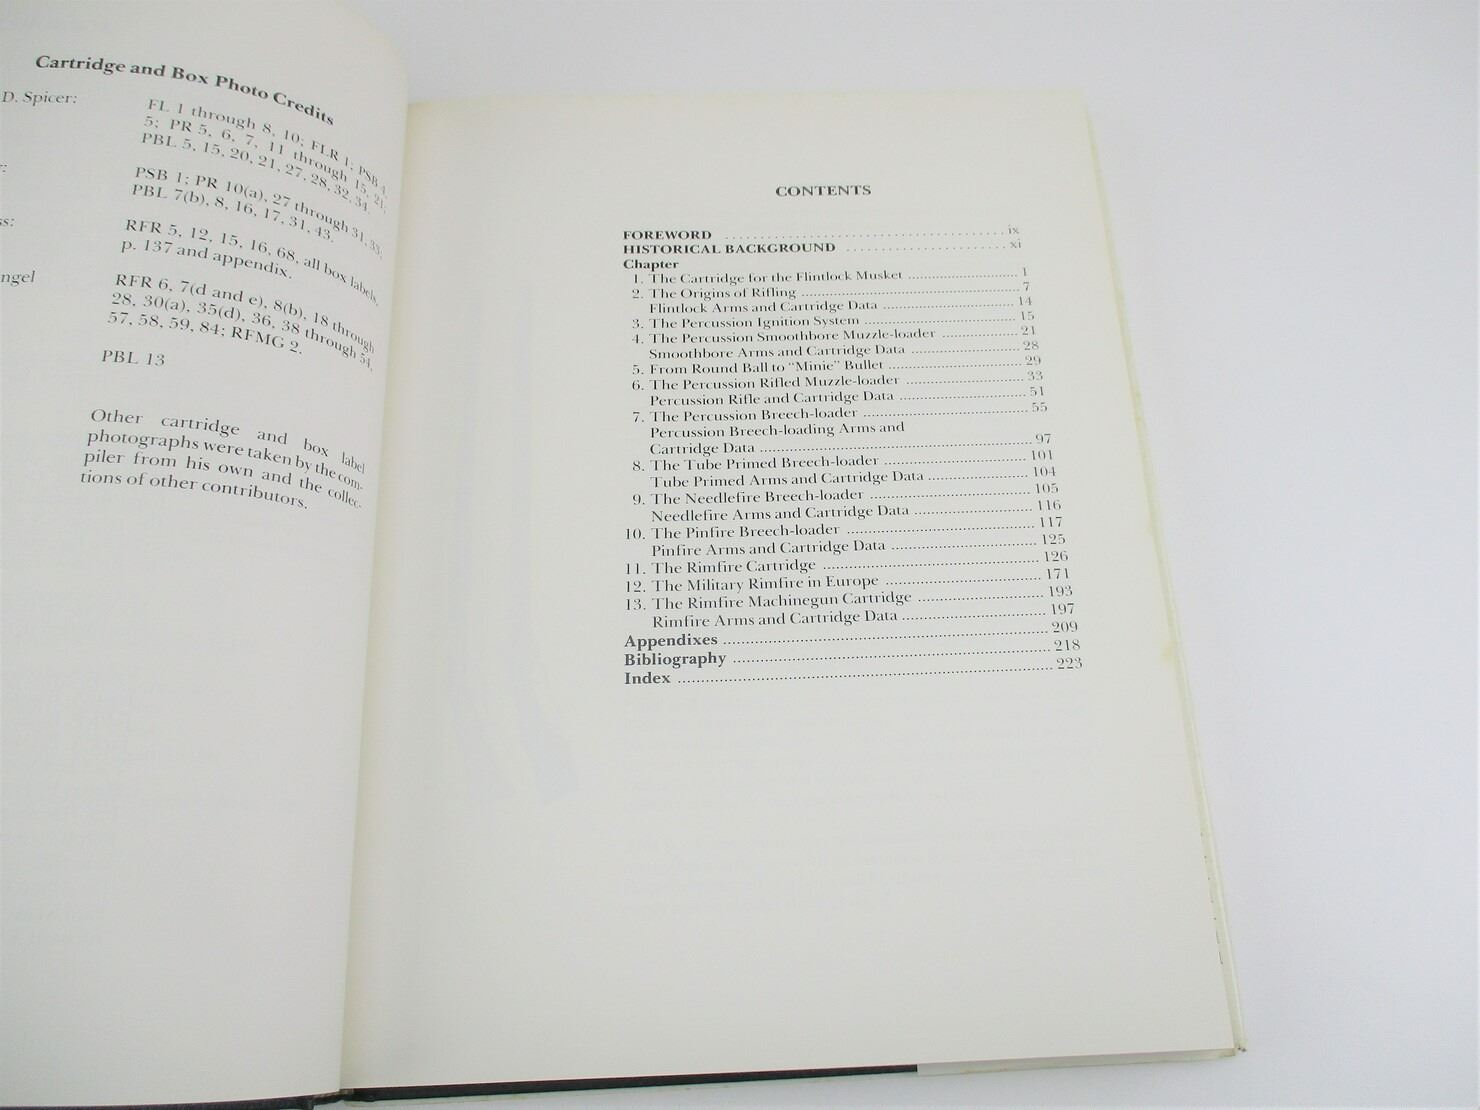 Cartridge and Box Photo Credits
D. Spicer:
FL 1 through 8, 10; FLR 1; PSB 4,
5; PR 5, 6, 7, 11 through 15, 21;
PBL 5, 15, 20, 21, 27, 28, 32, 34.
PSB 1; PR 10(a), 27 through 31, 33;
PBL 7(b), 8, 16, 17, 31, 43.
RFR 5, 12, 15, 16, 68, all box labels,
p. 137 and appendix.
ngel
RFR 6, 7(d and e), 8(b), 18 through
28, 30(a), 35(d), 36, 38 through 54,
57, 58, 59, 84; RFMG 2.
PBL 13
Other cartridge and box label
photographs were taken by the com-
piler from his own and the collec-
tions of other contributors.
CONTENTS
FOREWORD ........................................ ix
HISTORICAL BACKGROUND ........................ xi
Chapter
1. The Cartridge for the Flintlock Musket ........................ 1
2. The Origins of Rifling ................................................ 7
Flintlock Arms and Cartridge Data .............................. 14
3. The Percussion Ignition System .................................. 15
4. The Percussion Smoothbore Muzzle-loader .................. 21
Smoothbore Arms and Cartridge Data ........................ 28
5. From Round Ball to "Minie" Bullet .............................. 29
6. The Percussion Rifled Muzzle-loader .......................... 33
Percussion Rifle and Cartridge Data ............................ 51
7. The Percussion Breech-loader .................................... 55
Percussion Breech-loading Arms and
Cartridge Data .......................................................... 97
8. The Tube Primed Breech-loader ................................ 101
Tube Primed Arms and Cartridge Data ...................... 104
9. The Needlefire Breech-loader .................................... 105
Needlefire Arms and Cartridge Data .......................... 116
10. The Pinfire Breech-loader ........................................ 117
Pinfire Arms and Cartridge Data ................................ 125
11. The Rimfire Cartridge .............................................. 126
12. The Military Rimfire in Europe .................................. 171
13. The Rimfire Machinegun Cartridge ............................ 193
Rimfire Arms and Cartridge Data .............................. 197
Appendixes ................................................................ 209
Bibliography .............................................................. 218
Index ........................................................................ 223